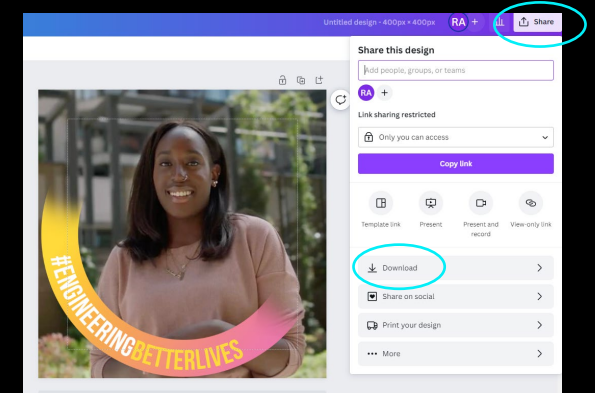 Untitled design - 400px × 400px
RA
+
Share
Share this design
Add people, groups, or teams
RA
+
Link sharing restricted
Only you can access
Copy link
Template link
Present
Present and record
View-only link
Download
Share on social
Print your design
More
#ENGINEERINGBETTERLIVES